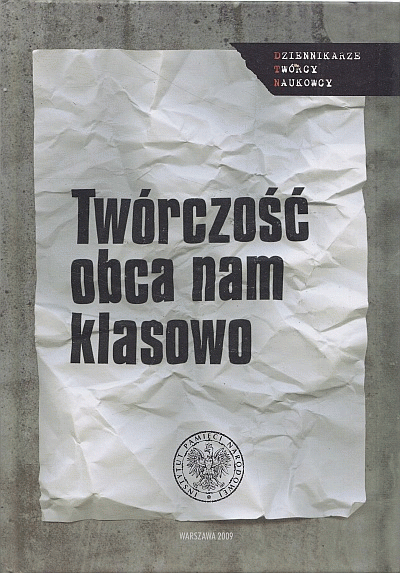 DZIENNIKARZE
TWÓRCY
NAUKOWCY
Twórczość
obca nam
klasowo
INSTYTUT PAMIĘCI NARODOWEJ
WARSZAWA 2009